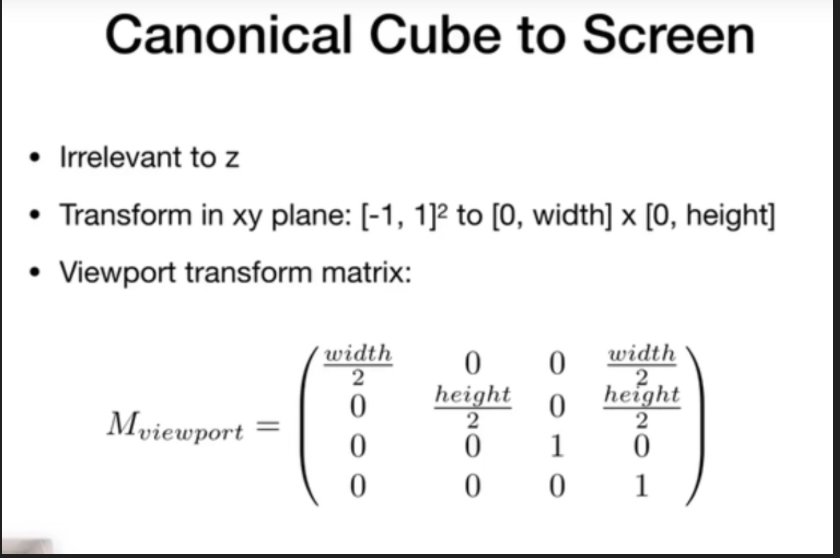 Canonical Cube to Screen
• Irrelevant to z
• Transform in xy plane: [-1, 1]² to [0, width] x [0, height]
• Viewport transform matrix:
$M_{viewport} = \begin{pmatrix} \frac{width}{2} & 0 & 0 & \frac{width}{2} \\ 0 & \frac{height}{2} & 0 & \frac{height}{2} \\ 0 & 0 & 1 & 0 \\ 0 & 0 & 0 & 1 \end{pmatrix}$